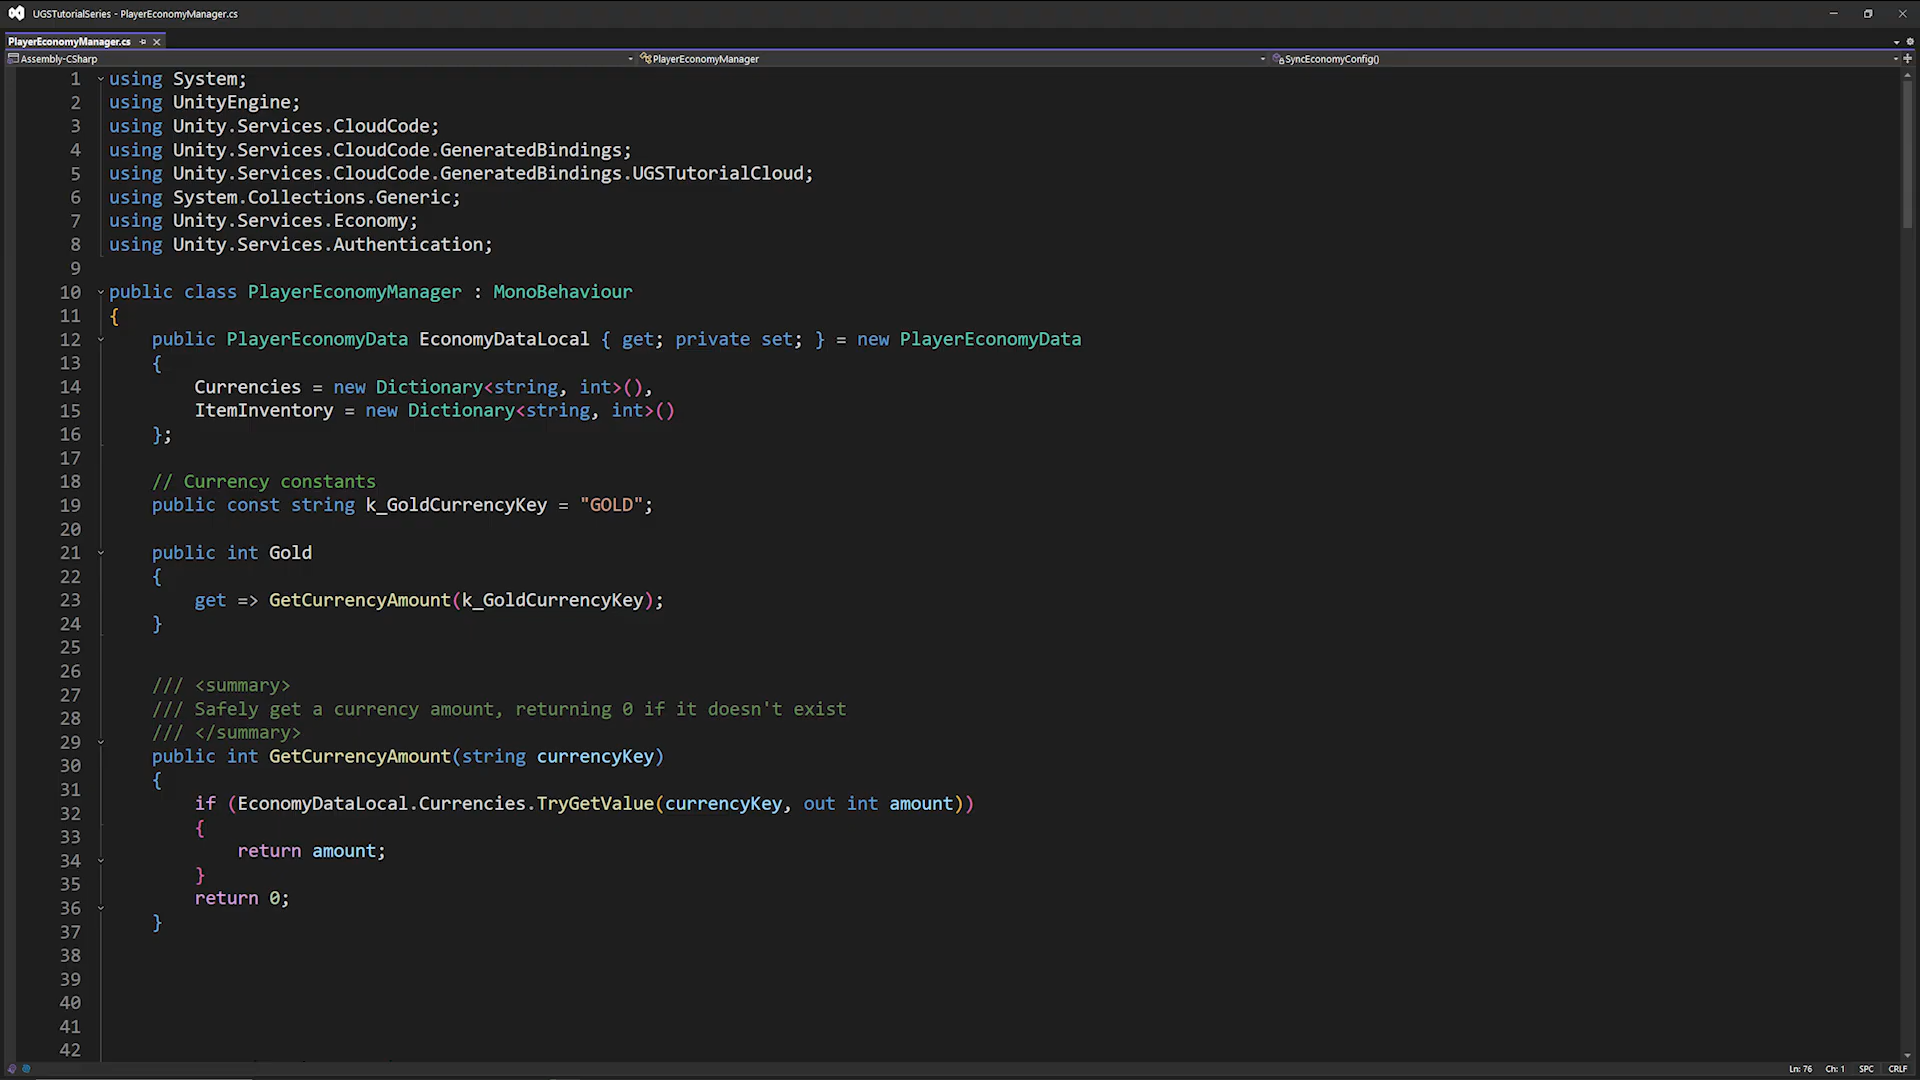 UGSTutorialSeries - PlayerEconomyManager.cs
PlayerEconomyManager.cs
Assembly-CSharp PlayerEconomyManager SyncEconomyConfig()
1 using System;
2 using UnityEngine;
3 using Unity.Services.CloudCode;
4 using Unity.Services.CloudCode.GeneratedBindings;
5 using Unity.Services.CloudCode.GeneratedBindings.UGSTutorialCloud;
6 using System.Collections.Generic;
7 using Unity.Services.Economy;
8 using Unity.Services.Authentication;
9
10 public class PlayerEconomyManager : MonoBehaviour
11 {
12 public PlayerEconomyData EconomyDataLocal { get; private set; } = new PlayerEconomyData
13 {
14 Currencies = new Dictionary<string, int>(),
15 ItemInventory = new Dictionary<string, int>()
16 };
17
18 // Currency constants
19 public const string k_GoldCurrencyKey = "GOLD";
20
21 public int Gold
22 {
23 get => GetCurrencyAmount(k_GoldCurrencyKey);
24 }
25
26
27 /// <summary>
28 /// Safely get a currency amount, returning 0 if it doesn't exist
29 /// </summary>
30 public int GetCurrencyAmount(string currencyKey)
31 {
32 if (EconomyDataLocal.Currencies.TryGetValue(currencyKey, out int amount))
33 {
34 return amount;
35 }
36 return 0;
37 }
38
39
40
41
42
Ln: 76 Ch: 1 SPC CRLF